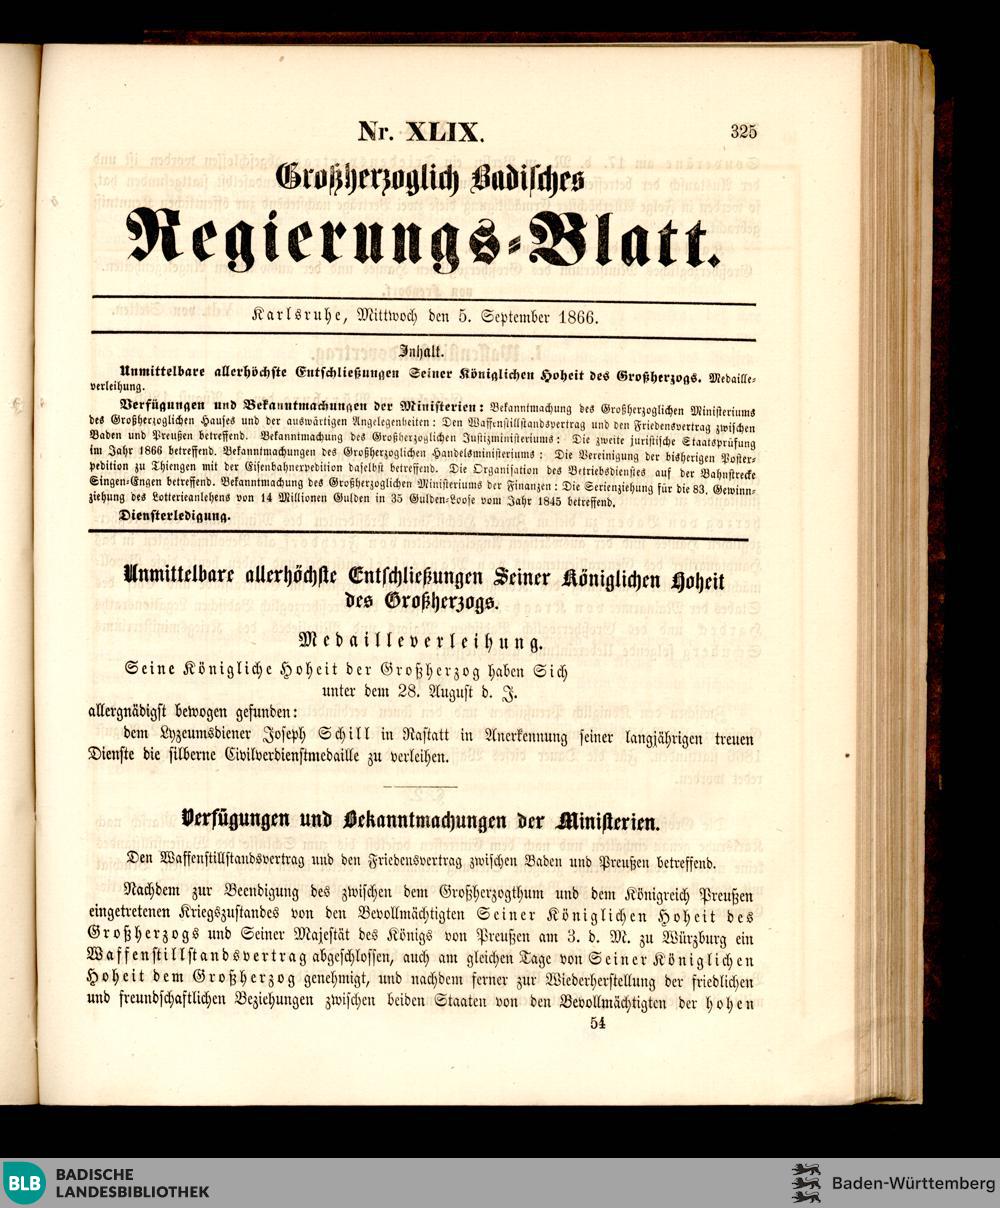 Nr. XLIX. 325
Großherzoglich Badisches
Regierungs-Blatt.
Karlsruhe, Mittwoch den 5. September 1866.
Inhalt.
Unmittelbare allerhöchste Entschließungen Seiner Königlichen Hoheit des Großherzogs. Medaille-
verleihung.
Verfügungen und Bekanntmachungen der Ministerien: Bekanntmachung des Großherzoglichen Ministeriums
des Großherzoglichen Hauses und der auswärtigen Angelegenheiten: Den Waffenstillstandsvertrag und den Friedensvertrag zwischen
Baden und Preußen betreffend. Bekanntmachung des Großherzoglichen Justizministeriums: Die zweite juristische Staatsprüfung
im Jahr 1866 betreffend. Bekanntmachungen des Großherzoglichen Handelsministeriums: Die Vereinigung der bisherigen Poster-
pedition zu Thiengen mit der Eisenbahnexpedition daselbst betreffend. Die Organisation des Betriebsdienstes auf der Bahnstrecke
Singen-Engen betreffend. Bekanntmachung des Großherzoglichen Ministeriums der Finanzen: Die Serienziehung für die 83. Gewinn-
ziehung des Lotterieanlehens von 14 Millionen Gulden in 35 Gulden-Loose vom Jahr 1845 betreffend.
Diensterledigung.
Unmittelbare allerhöchste Entschließungen Seiner Königlichen Hoheit
des Großherzogs.
Medailleverleihung.
Seine Königliche Hoheit der Großherzog haben Sich
unter dem 28. August d. J.
allergnädigst bewogen gefunden:
dem Lyzeumsdiener Joseph Schill in Rastatt in Anerkennung seiner langjährigen treuen
Dienste die silberne Civilverdienstmedaille zu verleihen.
Verfügungen und Bekanntmachungen der Ministerien.
Den Waffenstillstandsvertrag und den Friedensvertrag zwischen Baden und Preußen betreffend.
Nachdem zur Beendigung des zwischen dem Großherzogthum und dem Königreich Preußen
eingetretenen Kriegszustandes von den Bevollmächtigten Seiner Königlichen Hoheit des
Großherzogs und Seiner Majestät des Königs von Preußen am 3. d. M. zu Würzburg ein
Waffenstillstandsvertrag abgeschlossen, auch am gleichen Tage von Seiner Königlichen
Hoheit dem Großherzog genehmigt, und nachdem ferner zur Wiederherstellung der friedlichen
und freundschaftlichen Beziehungen zwischen beiden Staaten von den Bevollmächtigten der hohen
54
BLB BADISCHE
LANDESBIBLIOTHEK
Baden-Württemberg